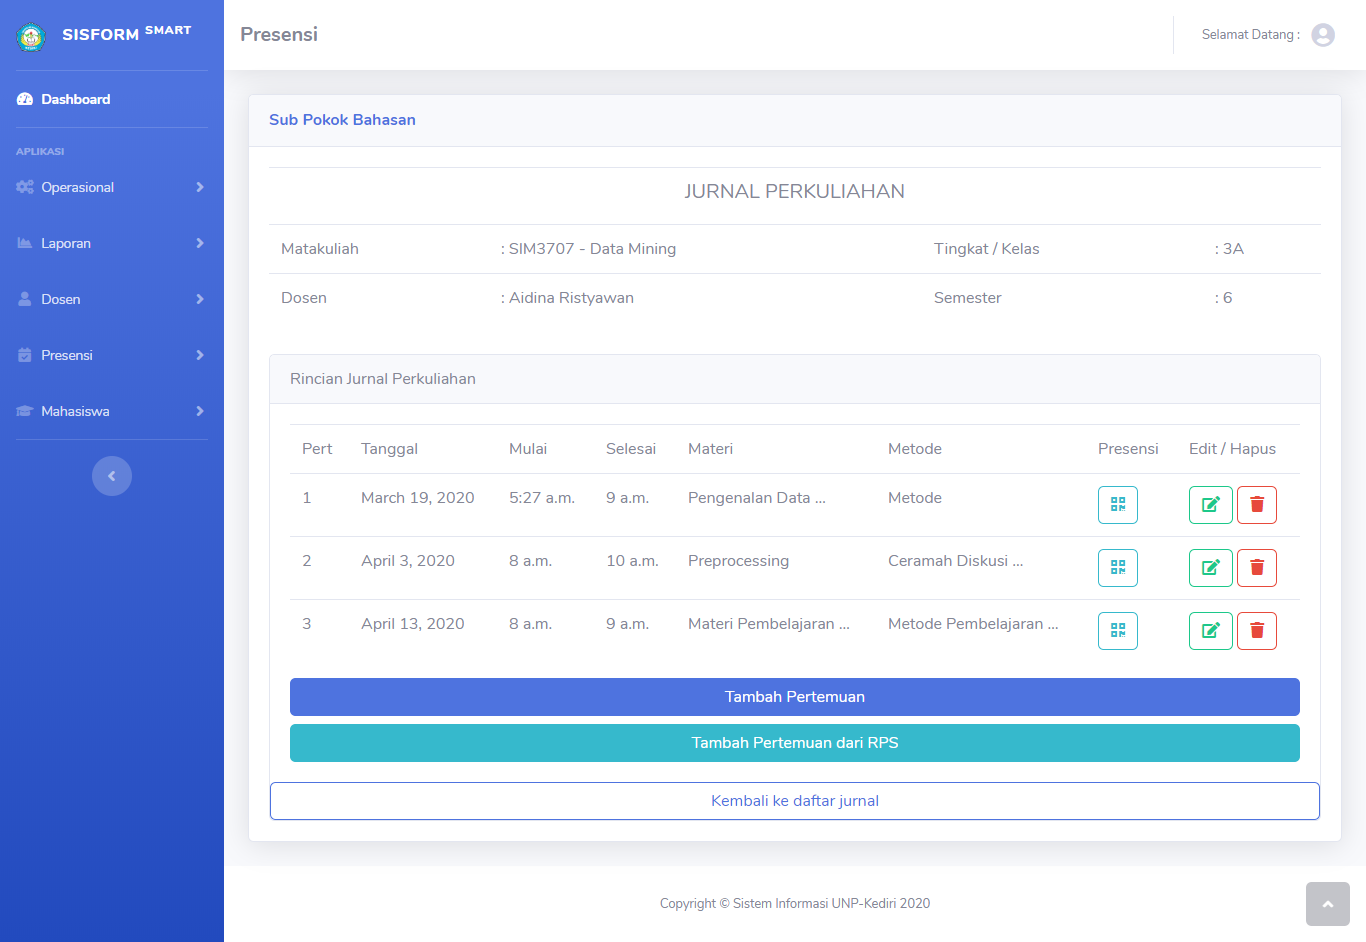 SISFORM SMART
Presensi
Selamat Datang :
Dashboard
APLIKASI
Operasional
Laporan
Dosen
Presensi
Mahasiswa
Sub Pokok Bahasan
JURNAL PERKULIAHAN
Matakuliah : SIM3707 - Data Mining Tingkat / Kelas : 3A
Dosen : Aidina Ristyawan Semester : 6
Rincian Jurnal Perkuliahan
Pert Tanggal Mulai Selesai Materi Metode Presensi Edit / Hapus
1 March 19, 2020 5:27 a.m. 9 a.m. Pengenalan Data ... Metode
2 April 3, 2020 8 a.m. 10 a.m. Preprocessing Ceramah Diskusi ...
3 April 13, 2020 8 a.m. 9 a.m. Materi Pembelajaran ... Metode Pembelajaran ...
Tambah Pertemuan
Tambah Pertemuan dari RPS
Kembali ke daftar jurnal
Copyright © Sistem Informasi UNP-Kediri 2020